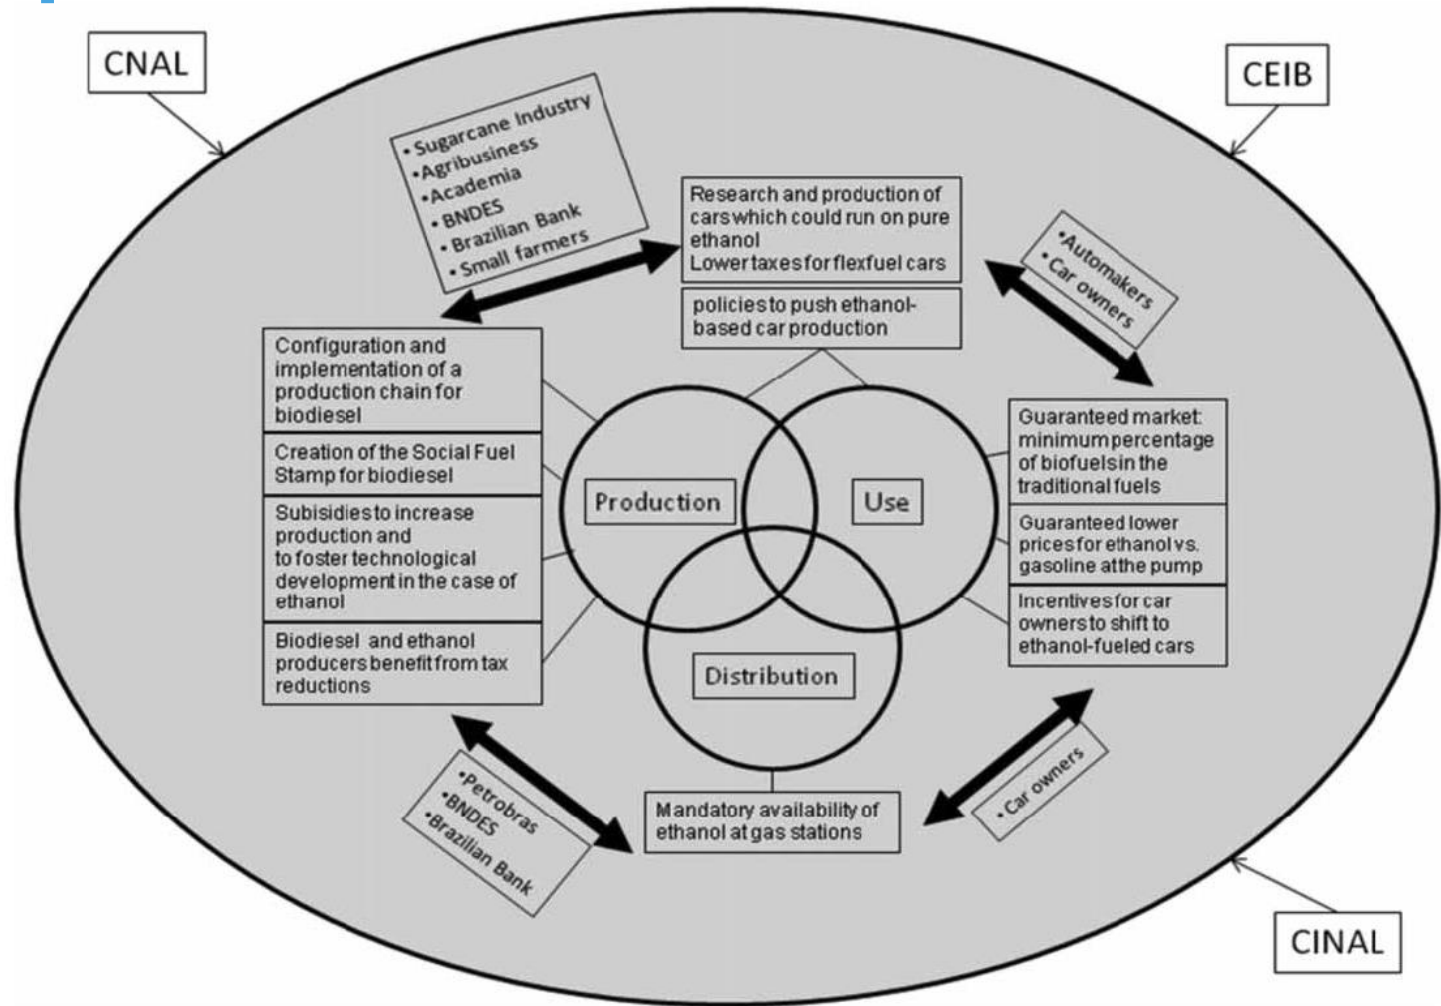 CNAL
CEIB
• Sugarcane Industry
•Agribusiness
•Academia
• BNDES
• Brazilian Bank
• Small farmers
Research and production of
cars which could run on pure
ethanol
Lower taxes for flexfuel cars
policies to push ethanol-
based car production
•Automakers
• Car owners
Configuration and
implementation of a
production chain for
biodiesel
Creation of the Social Fuel
Stamp for biodiesel
Subisidies to increase
production and
to foster technological
development in the case of
ethanol
Biodiesel and ethanol
producers benefit from tax
reductions
Production
Use
Distribution
Guaranteed market:
minimum percentage
of biofuels in the
traditional fuels
Guaranteed lower
prices for ethanol vs.
gasoline at the pump
Incentives for car
owners to shift to
ethanol-fueled cars
•Petrobras
•BNDES
•Brazilian Bank
Mandatory availability of
ethanol at gas stations
• Car owners
CINAL